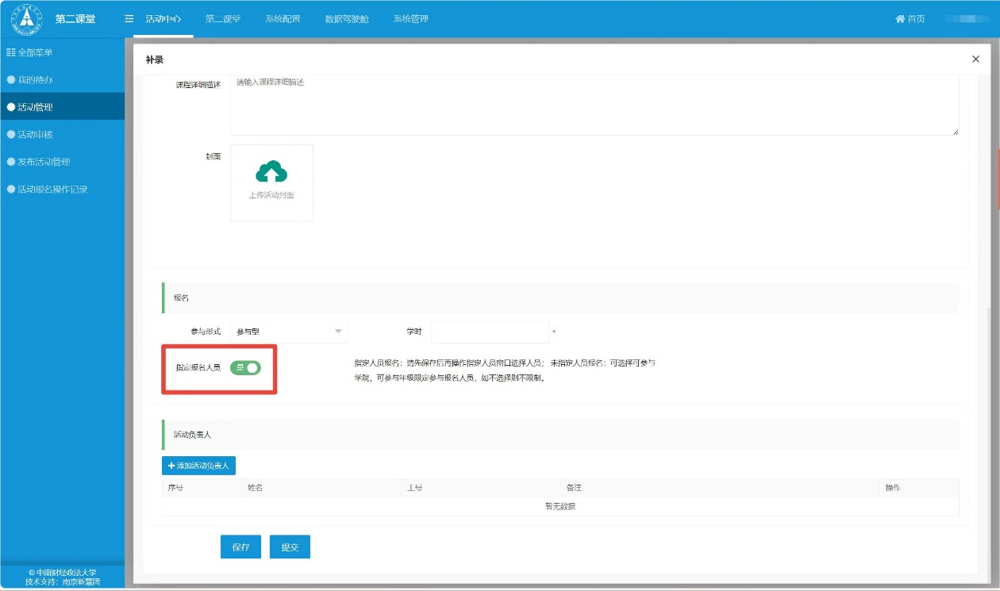 第二课堂
活动中心
第二课堂
系统配置
数据驾驶舱
系统管理
首页
全部菜单
我的待办
活动管理
活动审核
发布活动管理
活动报名操作记录
© 中南财经政法大学
技术支持：南京新慧团
补录
课程详细描述
请输入课程详细描述
封面
上传活动封面
报名
参与形式
参与型
学时
*
指定报名人员
是
指定人员报名：请先保存后再操作指定人员窗口选择人员； 未指定人员报名：可选择可参与
学院，可参与年级限定参与报名人员，如不选择则不限制。
活动负责人
添加活动负责人
序号
姓名
工号
备注
操作
暂无数据
保存
提交